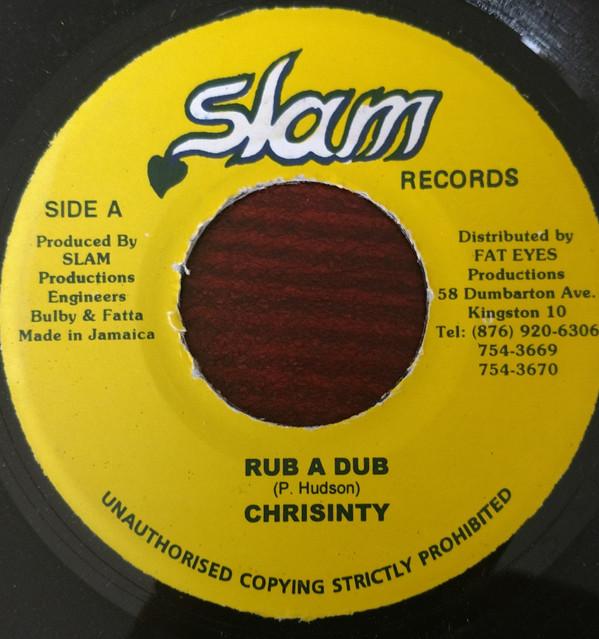 Slam
RECORDS
SIDE A
Produced By
SLAM
Productions
Engineers
Bulby & Fatta
Made in Jamaica
Distributed by
FAT EYES
Productions
58 Dumbarton Ave.
Kingston 10
Tel: (876) 920-6306
754-3669
754-3670
RUB A DUB
(P. Hudson)
CHRISINTY
UNAUTHORISED COPYING STRICTLY PROHIBITED